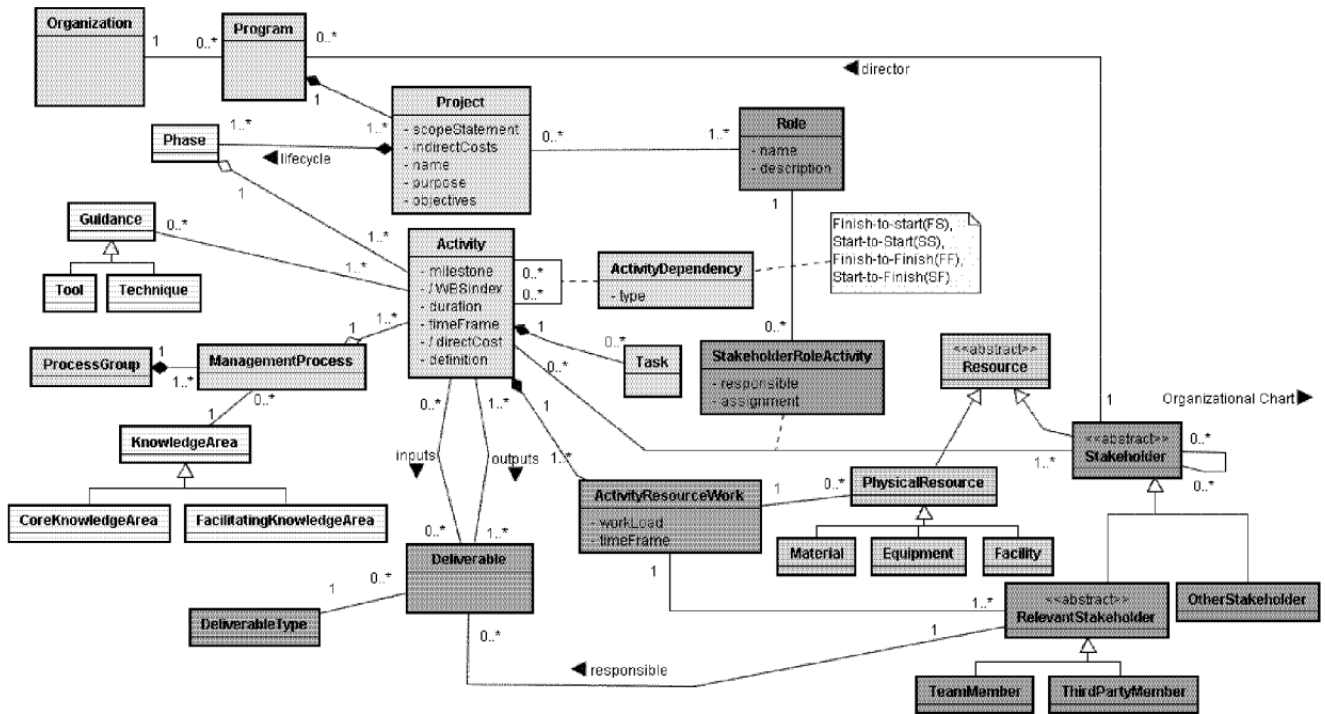 Organization
1
0..*
Program
0..*
director
1
Project
- scopeStatement
- indirectCosts
- name
- purpose
- objectives
1..*
1..*
Phase
lifecycle
0..*
1..*
Role
- name
- description
1
1
Guidance
0..*
1..*
1..*
Tool
Technique
Activity
- milestone
- / WBSindex
- duration
- timeFrame
- / directCost
- definition
0..*
0..*
ActivityDependency
- type
Finish-to-start(FS),
Start-to-Start(SS),
Finish-to-Finish(FF),
Start-to-Finish(SF)
1
1..*
1
0..*
Task
0..*
0..*
StakeholderRoleActivity
- responsible
- assignment
<<abstract>>
Resource
ProcessGroup
1
1..*
ManagementProcess
0..*
1
KnowledgeArea
CoreKnowledgeArea
FacilitatingKnowledgeArea
0..*
1..*
inputs
outputs
0..*
1..*
1
1..*
1
Organizational Chart
<<abstract>>
Stakeholder
0..*
0..*
1..*
ActivityResourceWork
- workLoad
- timeFrame
1
0..*
PhysicalResource
Material
Equipment
Facility
Deliverable
0..*
1
DeliverableType
0..*
responsible
1
1
1..*
<<abstract>>
RelevantStakeholder
OtherStakeholder
TeamMember
ThirdPartyMember